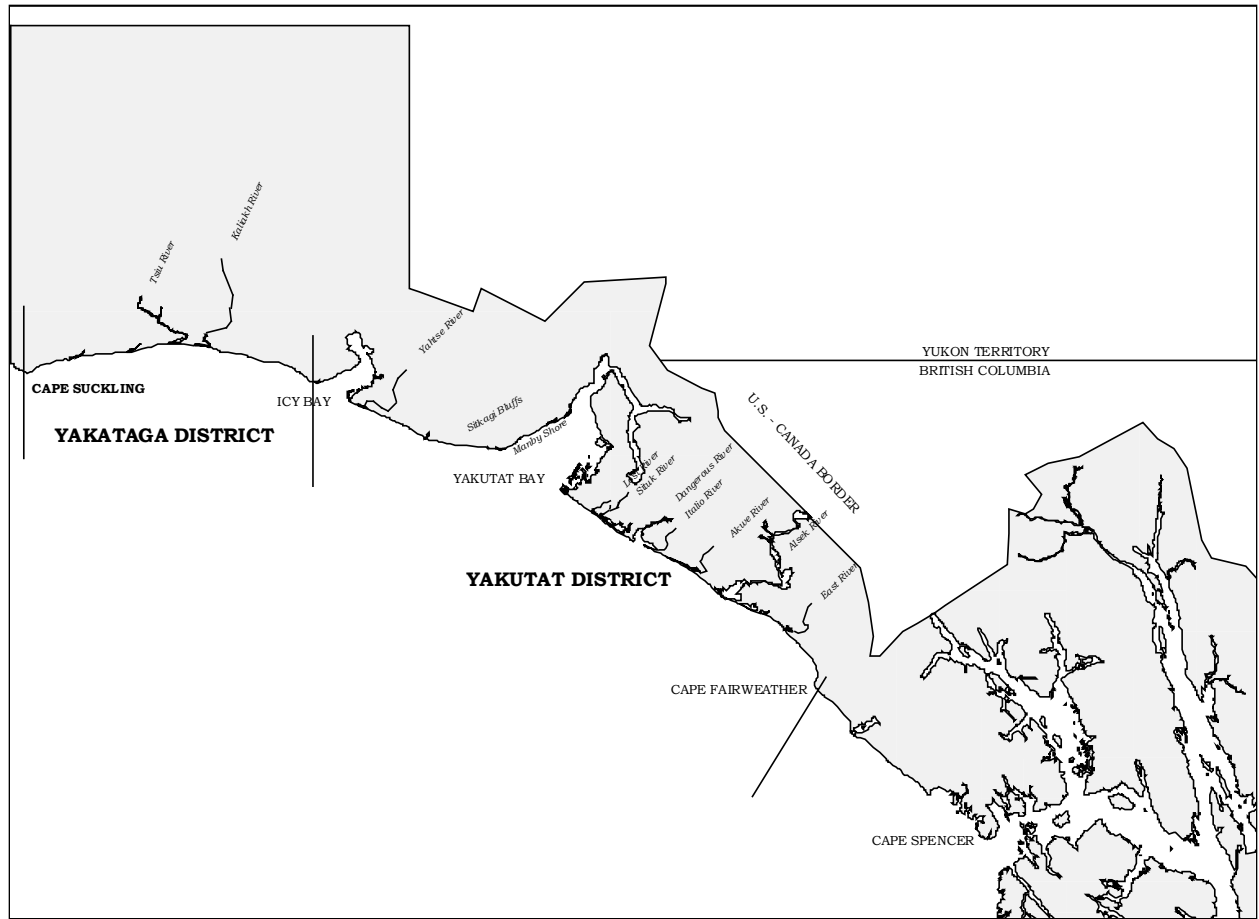 Kaliakh River
Tsiu River
Yahtse River
YUKON TERRITORY
BRITISH COLUMBIA
CAPE SUCKLING
ICY BAY
U.S. - CANADA BORDER
Sitkagi Bluffs
YAKATAGA DISTRICT
Manby Shore
YAKUTAT BAY
River
Situk River
Dangerous River
Italio River
Akwe River
Alsek River
YAKUTAT DISTRICT
East River
CAPE FAIRWEATHER
CAPE SPENCER